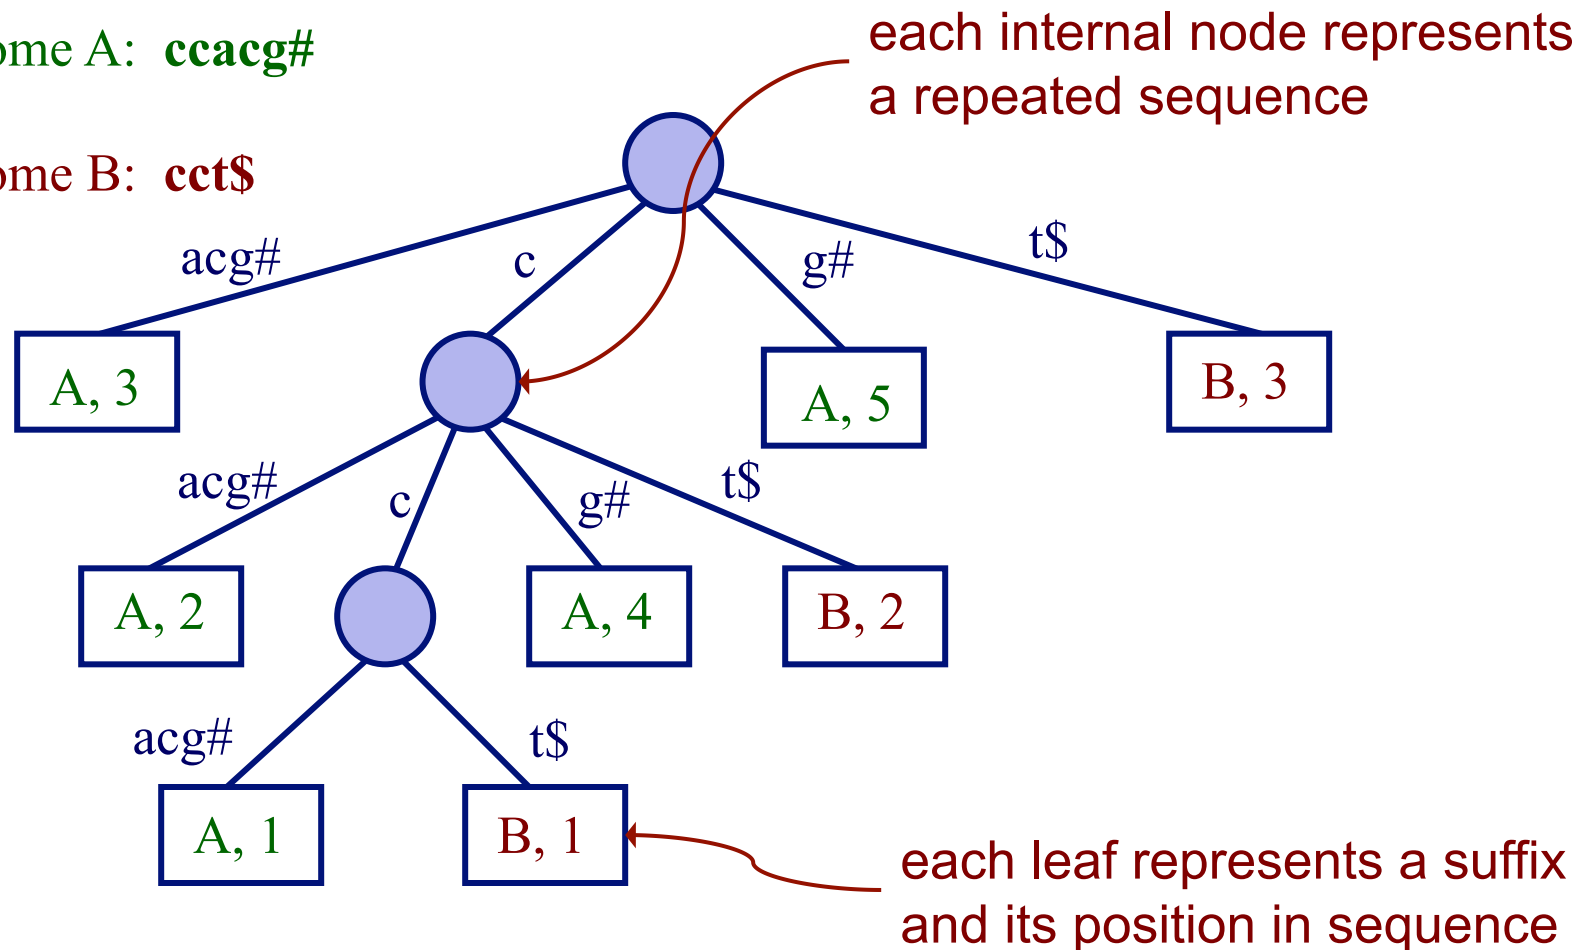 ome A: ccacg#
each internal node represents
a repeated sequence
ome B: cct$
acg#
c
g#
t$
A, 3
A, 5
B, 3
acg#
c
g#
t$
A, 2
A, 4
B, 2
acg#
t$
A, 1
B, 1
each leaf represents a suffix
and its position in sequence